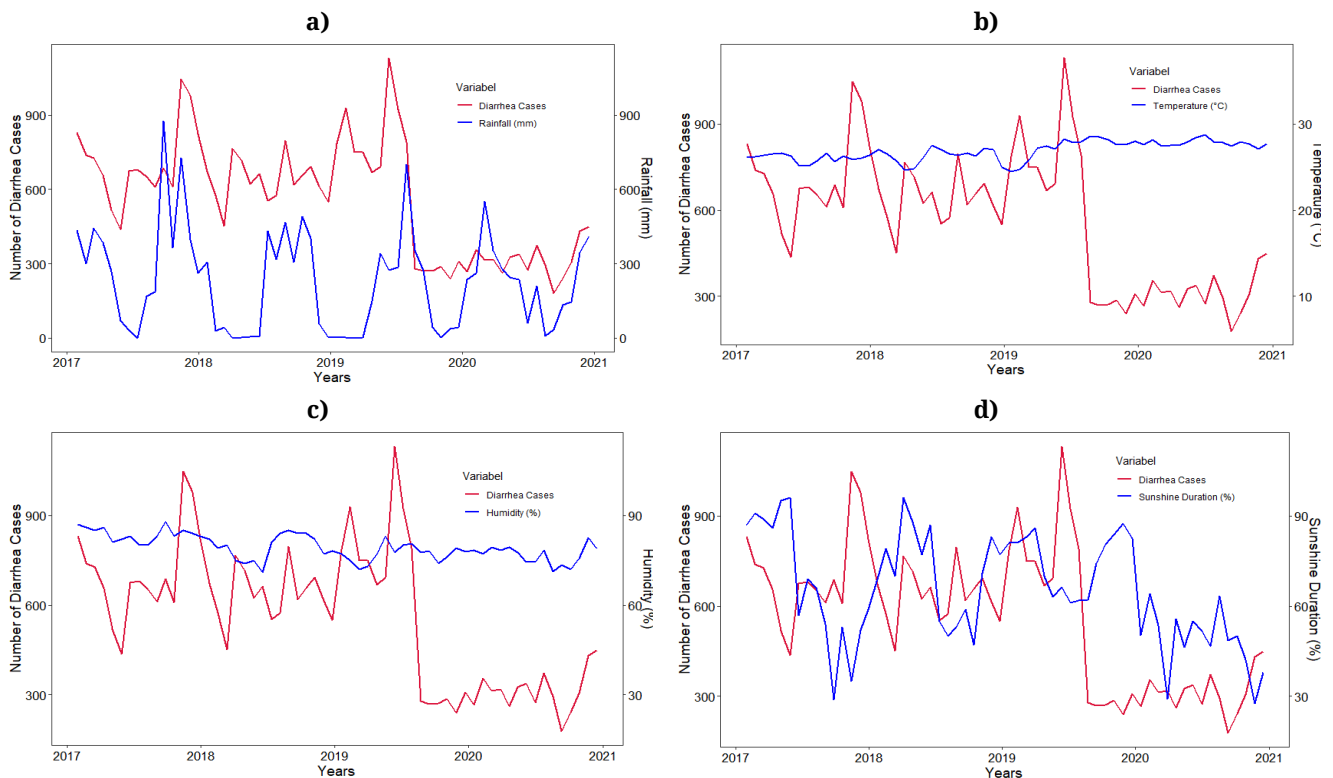 a)
Variabel
Diarrhea Cases
Rainfall (mm)
Number of Diarrhea Cases
900
600
300
0
900
600
300
0
Rainfall (mm)
2017
2018
2019
2020
2021
Years
b)
Variabel
Diarrhea Cases
Temperature (°C)
Number of Diarrhea Cases
900
600
300
30
20
10
Temperature (°C)
2017
2018
2019
2020
2021
Years
c)
Variabel
Diarrhea Cases
Humidity (%)
Number of Diarrhea Cases
900
600
300
90
60
30
Humidity (%)
2017
2018
2019
2020
2021
Years
d)
Variabel
Diarrhea Cases
Sunshine Duration (%)
Number of Diarrhea Cases
900
600
300
90
60
30
Sunshine Duration (%)
2017
2018
2019
2020
2021
Years